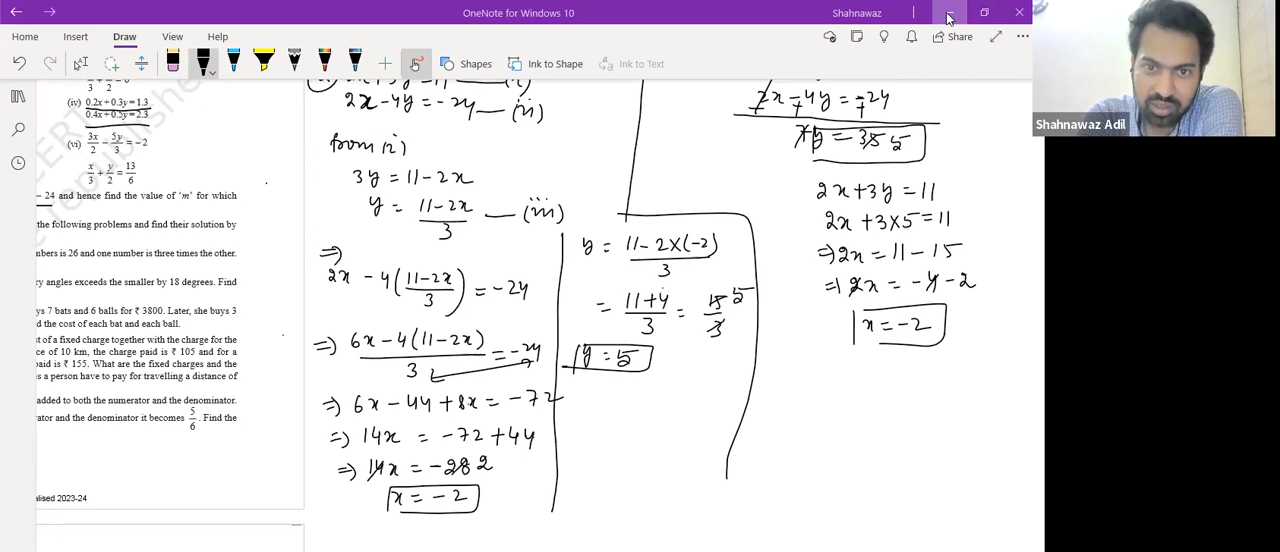 OneNote for Windows 10
Shahnawaz
Home Insert Draw View Help
Share
Shapes
Ink to Shape
Ink to Text
3 2
(iv) 0.2x + 0.3y = 1.3
0.4x + 0.5y = 2.3
(vi) 3x/2 − 5y/3 = −2
x/3 + y/2 = 13/6
− 24 and hence find the value of 'm' for which
the following problems and find their solution by
nbers is 26 and one number is three times the other.
ry angles exceeds the smaller by 18 degrees. Find
ys 7 bats and 6 balls for ₹ 3800. Later, she buys 3
d the cost of each bat and each ball.
st of a fixed charge together with the charge for the
ce of 10 km, the charge paid is ₹ 105 and for a
paid is ₹ 155. What are the fixed charges and the
s a person have to pay for travelling a distance of
added to both the numerator and the denominator.
ator and the denominator it becomes 5/6. Find the
alised 2023-24
2x − 4y = −24 — (ii)
3y = 11 − 2x
y = (11 − 2x)/3 — (iii)
⇒
2x − 4((11 − 2x)/3) = −24
⇒ (6x − 4(11 − 2x))/3 = −24
⇒ 6x − 44 + 8x = −72
⇒ 14x = −72 + 44
⇒ 14x = −28 2
x = −2
y = (11 − 2×(−2))/3
= (11 + 4)/3 = 15/3 5
y = 5
2x − 4y = −24
7y = 35 5
2x + 3y = 11
2x + 3×5 = 11
⇒ 2x = 11 − 15
⇒ 2x = −4 −2
x = −2
Shahnawaz Adil